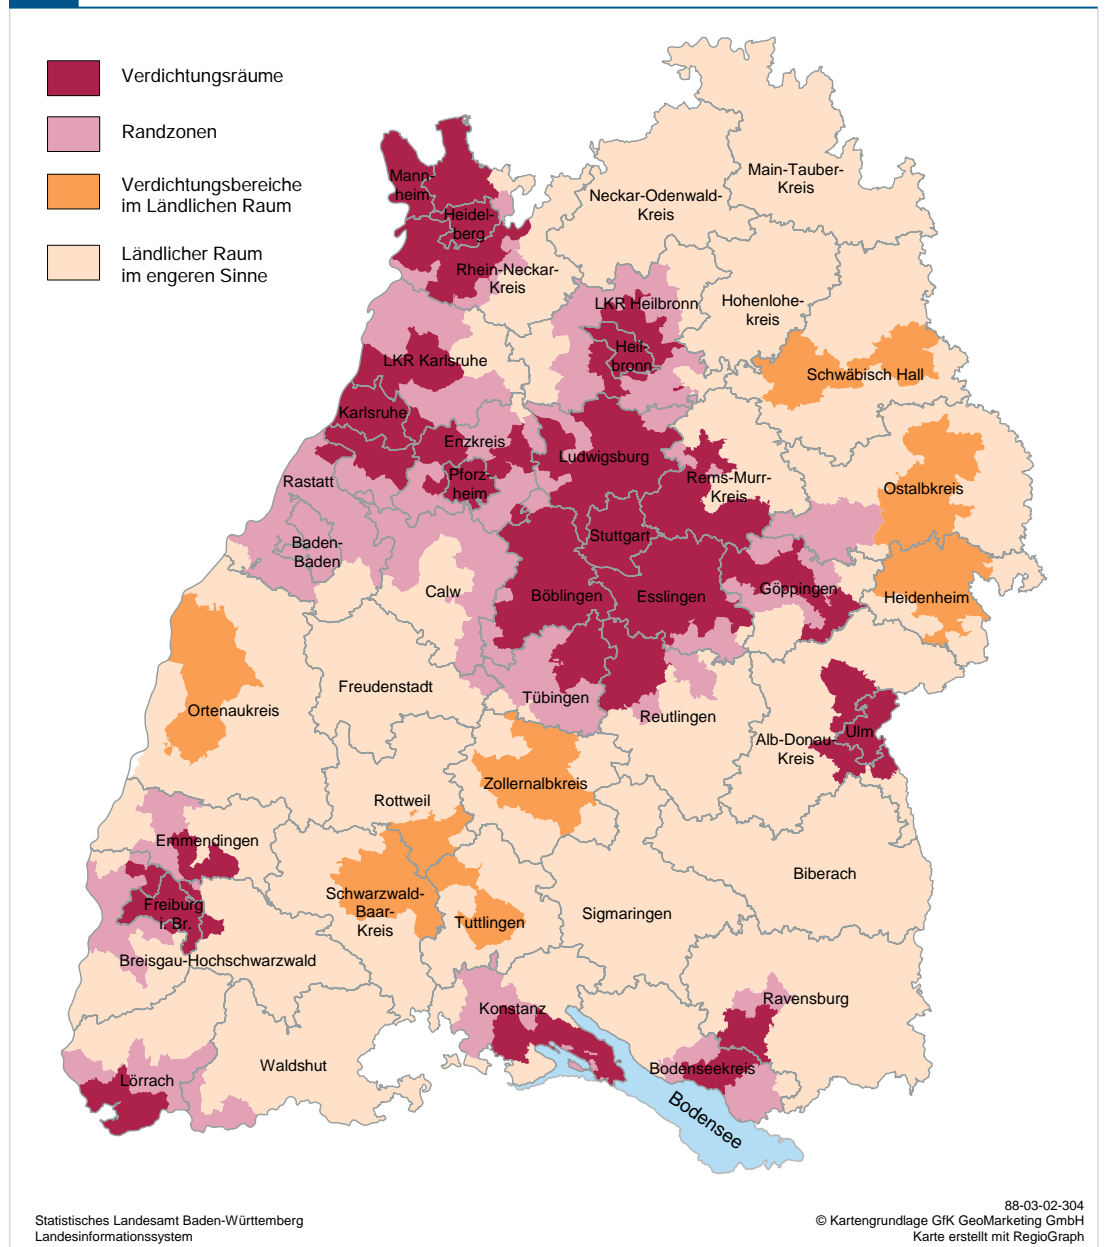 Verdichtungsräume
Randzonen
Verdichtungsbereiche
im Ländlichen Raum
Ländlicher Raum
im engeren Sinne
Main-Tauber-
Kreis
Mann-
heim
Neckar-Odenwald-
Kreis
Heidel-
berg
Rhein-Neckar-
Kreis
LKR Heilbronn
Hohenlohe-
kreis
Heil-
bronn
LKR Karlsruhe
Schwäbisch Hall
Karlsruhe
Enzkreis
Ludwigsburg
Pforz-
heim
Rems-Murr-
Kreis
Rastatt
Ostalbkreis
Stuttgart
Baden-
Baden
Calw
Böblingen
Esslingen
Göppingen
Heidenheim
Freudenstadt
Tübingen
Reutlingen
Ortenaukreis
Alb-Donau-
Kreis
Ulm
Zollernalbkreis
Rottweil
Emmendingen
Biberach
Schwarzwald-
Baar-
Kreis
Freiburg
i. Br.
Tuttlingen
Sigmaringen
Breisgau-Hochschwarzwald
Konstanz
Ravensburg
Waldshut
Bodenseekreis
Lörrach
Bodensee
Statistisches Landesamt Baden-Württemberg
Landesinformationssystem
88-03-02-304
© Kartengrundlage GfK GeoMarketing GmbH
Karte erstellt mit RegioGraph